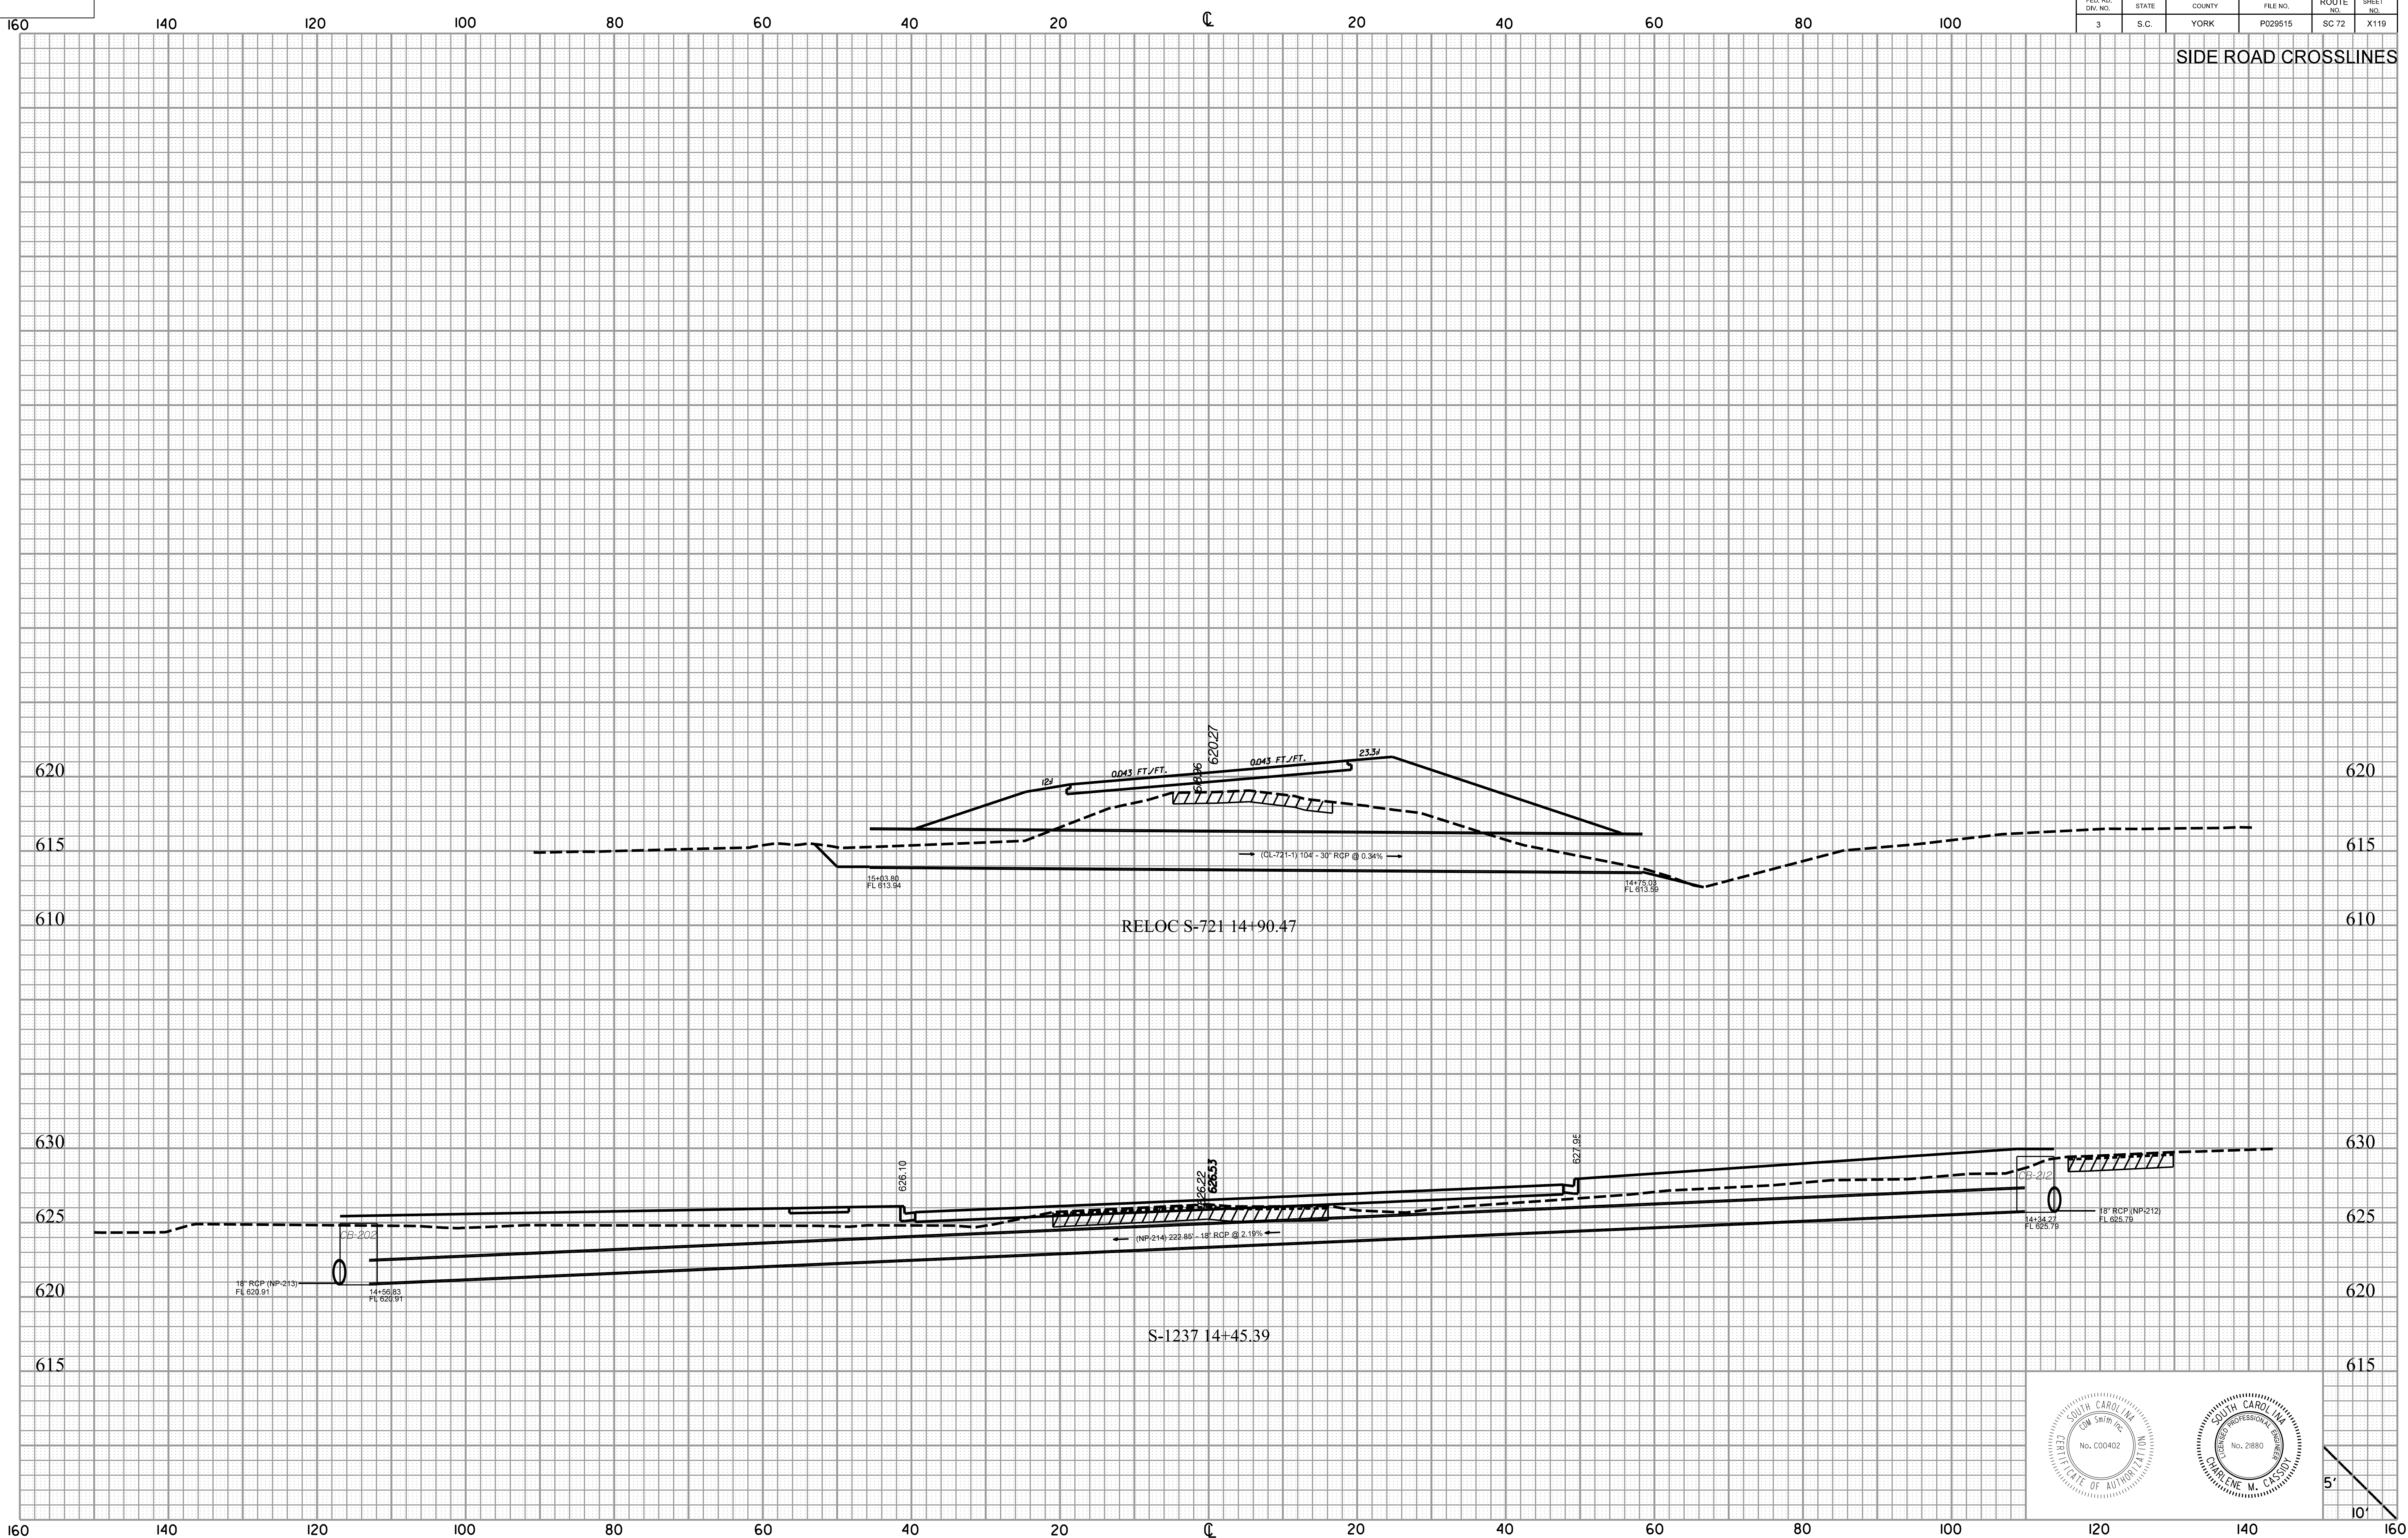 160 140 120 100 80 60 40 20 ℄ 20 40 60 80 100
FED. RD. DIV. NO. STATE COUNTY FILE NO. ROUTE NO. SHEET NO.
3 S.C. YORK P029515 SC 72 X119
SIDE ROAD CROSSLINES
620.27
618.96
12:1
0.043 FT./FT.
0.043 FT./FT.
23.3:1
620 620
615 615
(CL-721-1) 104' - 30" RCP @ 0.34%
15+03.80
FL 613.94
14+75.03
FL 613.59
610 610
RELOC S-721 14+90.47
630 630
626.10
626.22
626.53
627.95
CB-212
625 625
18" RCP (NP-212)
FL 625.79
14+34.27
FL 625.79
CB-202
(NP-214) 222.85' - 18" RCP @ 2.19%
18" RCP (NP-213)
FL 620.91
14+56.83
FL 620.91
620 620
S-1237 14+45.39
615 615
SOUTH CAROLINA
CDM Smith Inc.
No. C00402
CERTIFICATE OF AUTHORIZATION
SOUTH CAROLINA
PROFESSIONAL ENGINEER
LICENSED
No. 21880
CHARLENE M. CASSIDY
5'
10'
160 140 120 100 80 60 40 20 ℄ 20 40 60 80 100 120 140 160